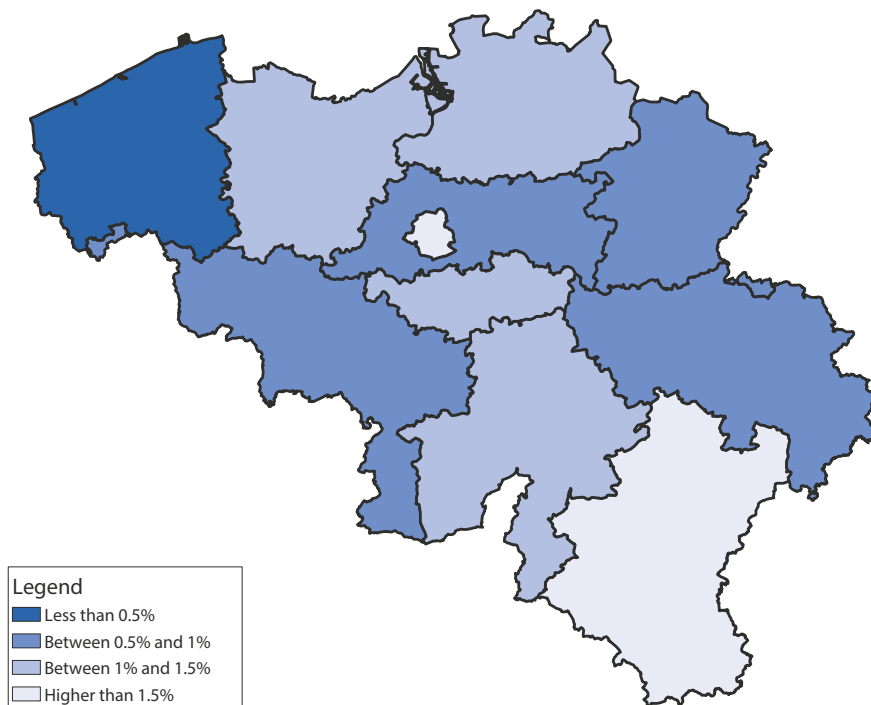 Legend
Less than 0.5%
Between 0.5% and 1%
Between 1% and 1.5%
Higher than 1.5%